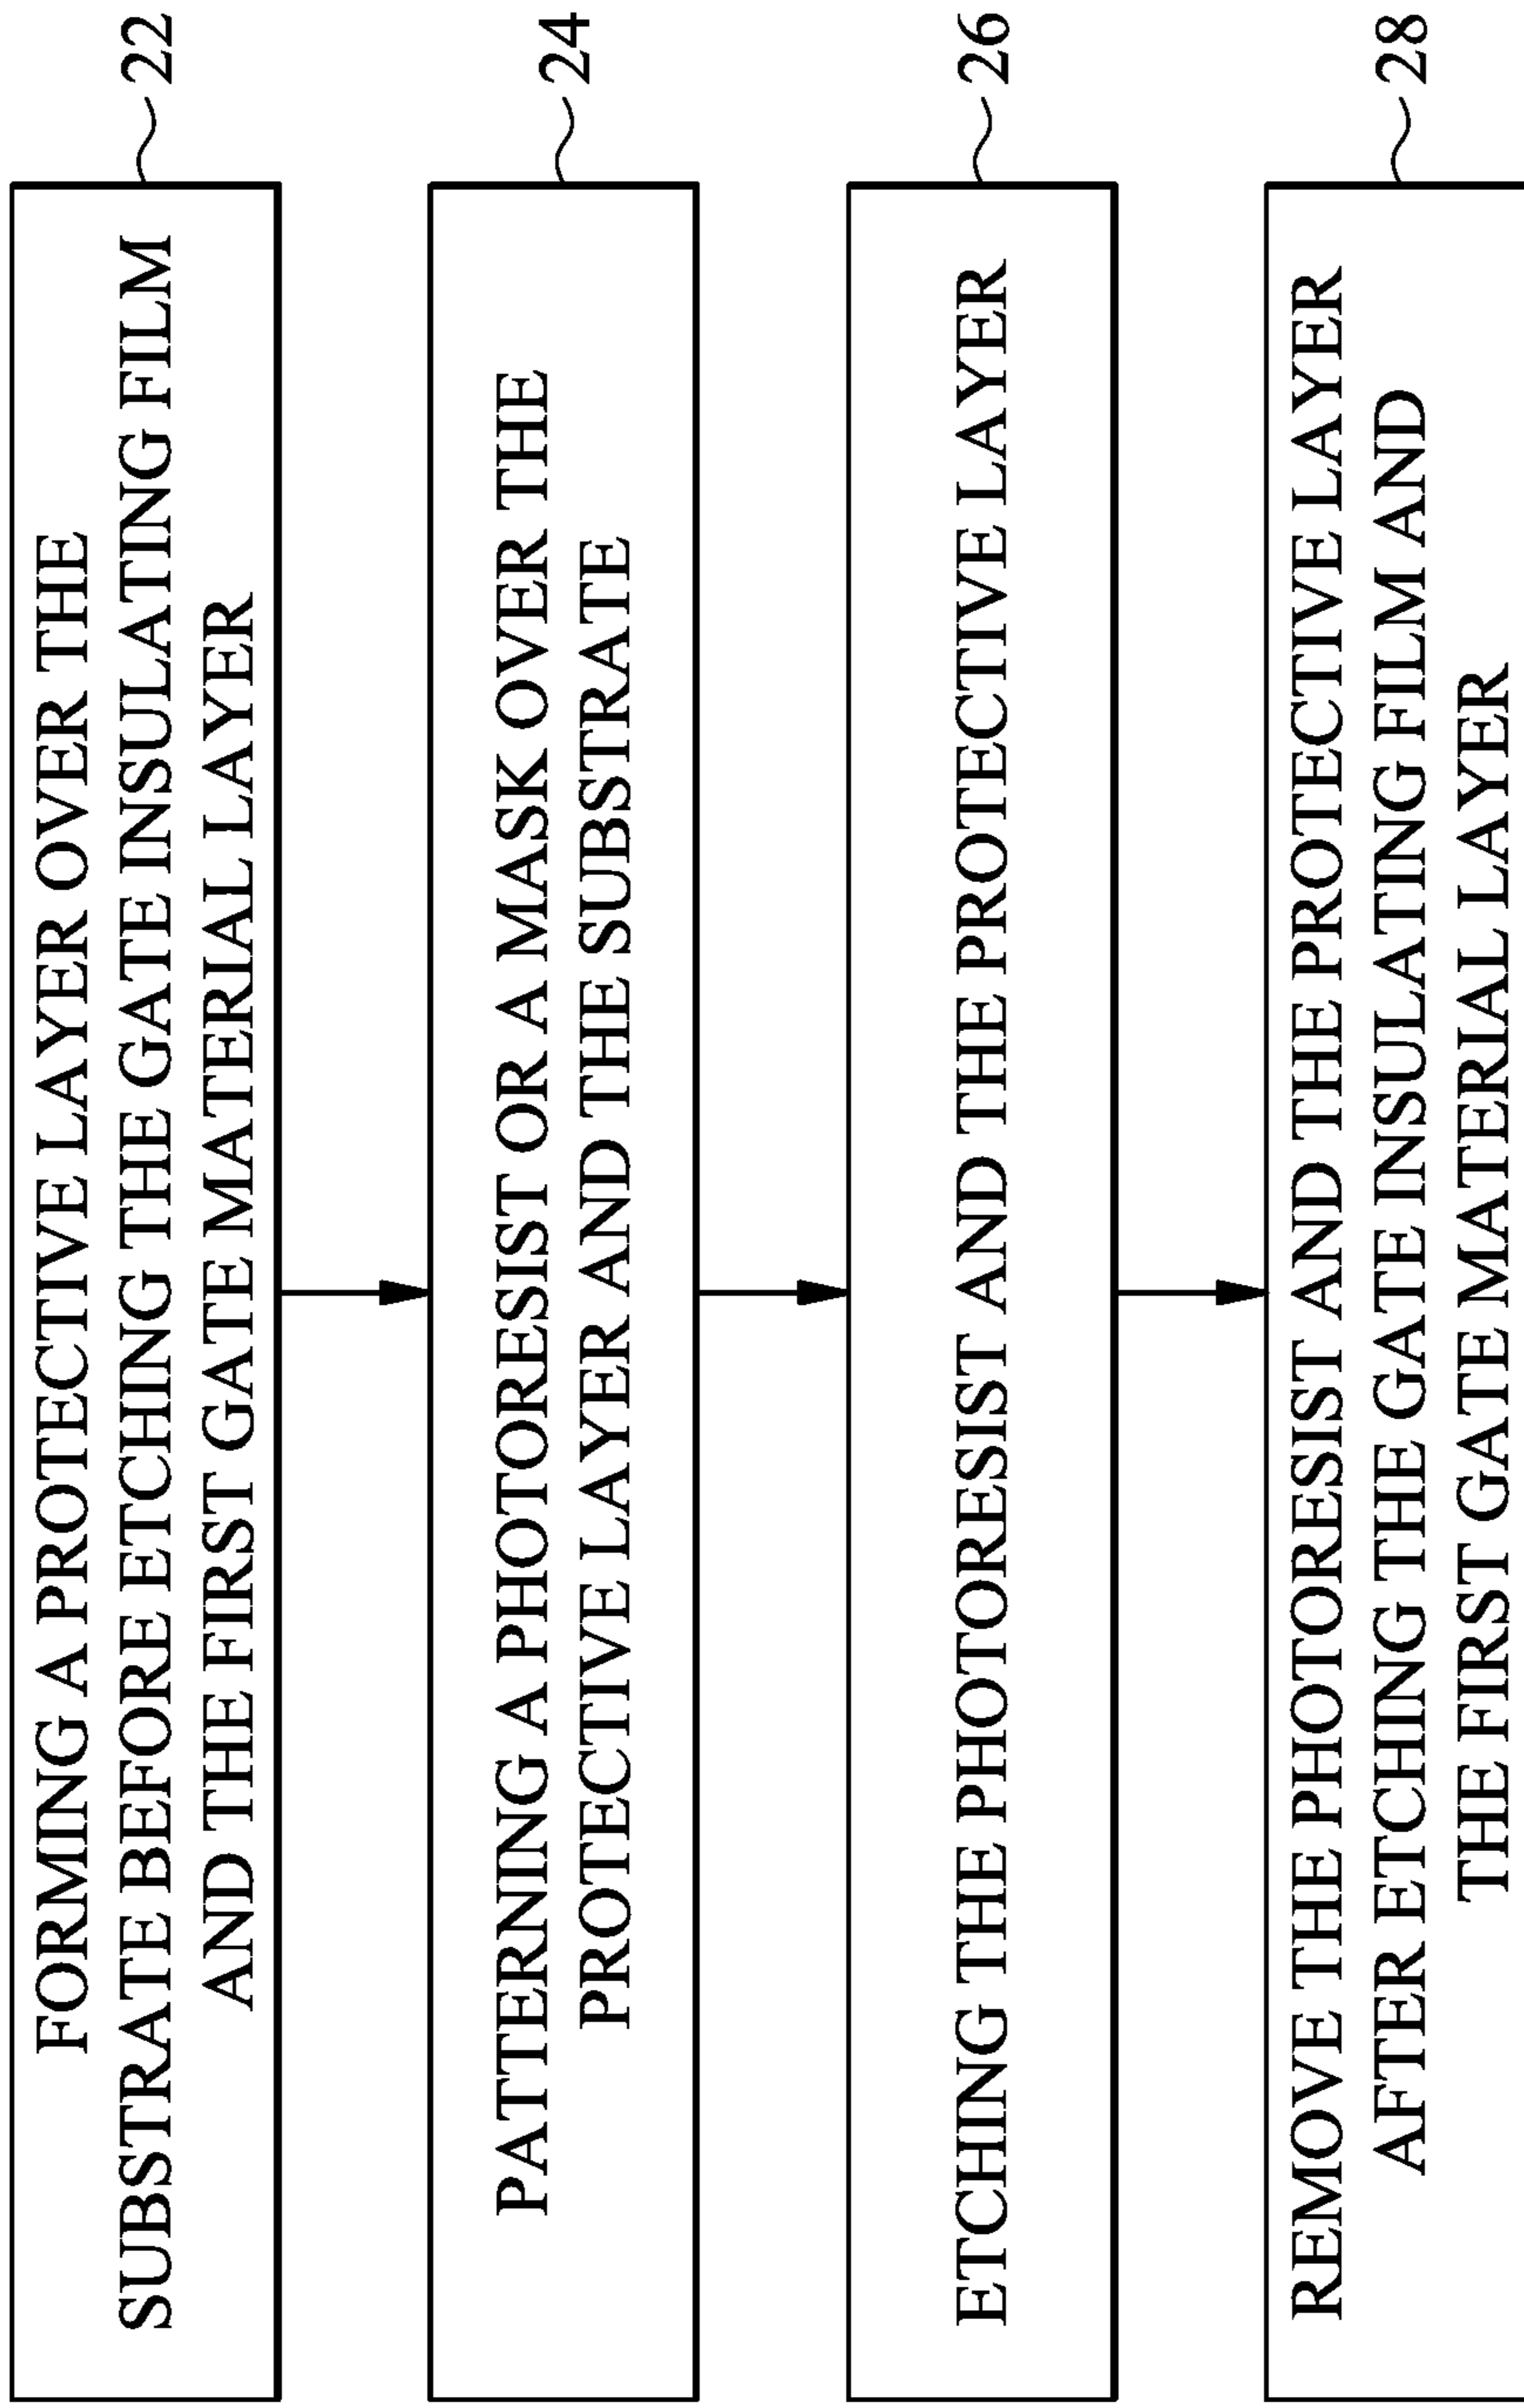 FORMING A PROTECTIVE LAYER OVER THE
SUBSTRATE BEFORE ETCHING THE GATE INSULATING FILM
AND THE FIRST GATE MATERIAL LAYER
22
PATTERNING A PHOTORESIST OR A MASK OVER THE
PROTECTIVE LAYER AND THE SUBSTRATE
24
ETCHING THE PHOTORESIST AND THE PROTECTIVE LAYER
26
REMOVE THE PHOTORESIST AND THE PROTECTIVE LAYER
AFTER ETCHING THE GATE INSULATING FILM AND
THE FIRST GATE MATERIAL LAYER
28